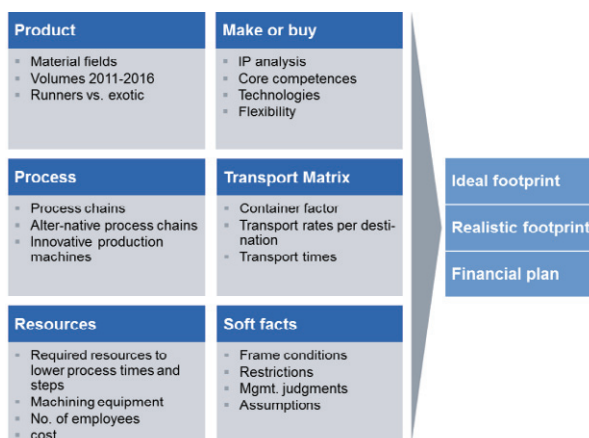 Product
Material fields
Volumes 2011-2016
Runners vs. exotic
Make or buy
IP analysis
Core competences
Technologies
Flexibility
Process
Process chains
Alter-native process chains
Innovative production
machines
Transport Matrix
Container factor
Transport rates per desti-
nation
Transport times
Resources
Required resources to
lower process times and
steps
Machining equipment
No. of employees
cost
Soft facts
Frame conditions
Restrictions
Mgmt. judgments
Assumptions
Ideal footprint
Realistic footprint
Financial plan